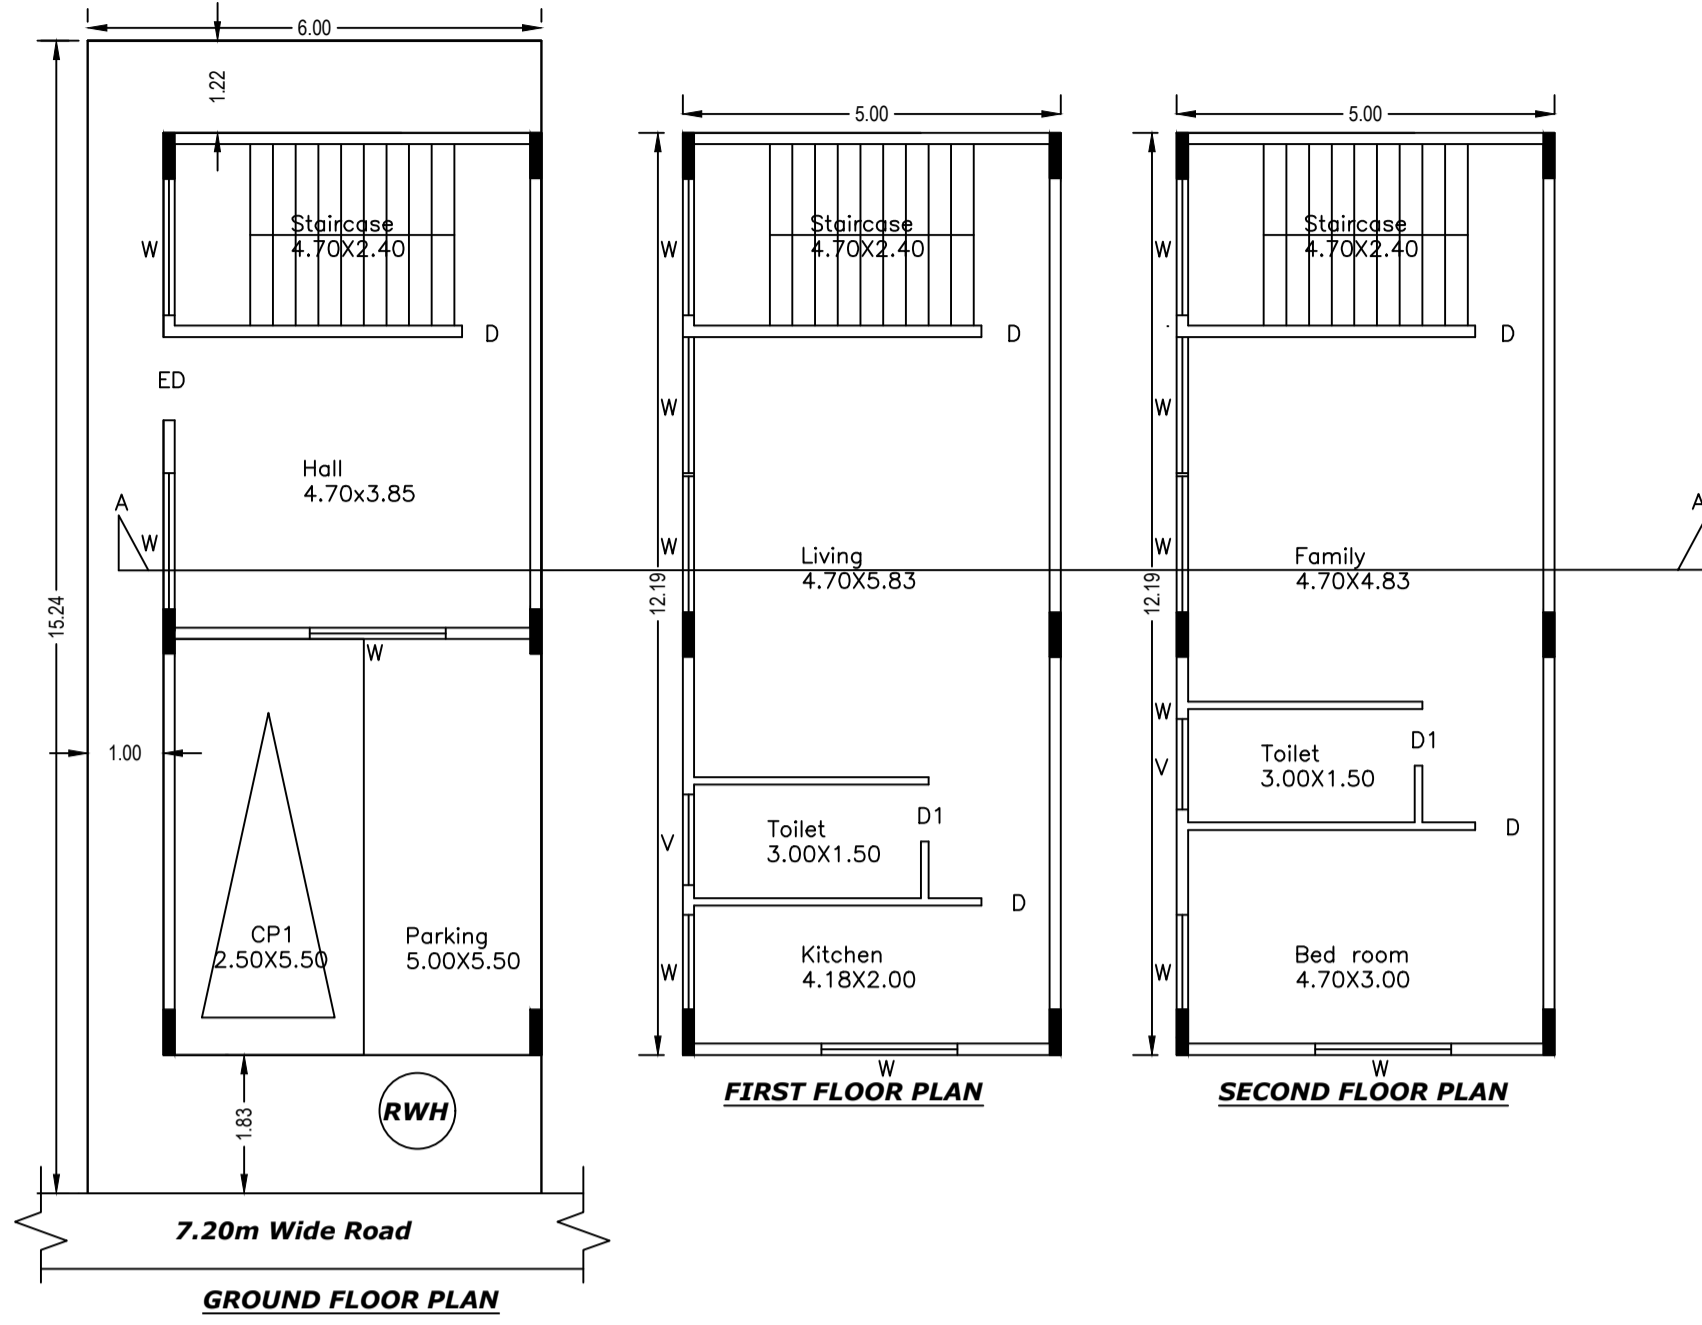 6.00
1.22
Staircase
4.70X2.40
W
D
ED
Hall
4.70x3.85
A
W
15.24
W
1.00
CP1
2.50X5.50
Parking
5.00X5.50
1.83
RWH
7.20m Wide Road
GROUND FLOOR PLAN
5.00
Staircase
4.70X2.40
W
D
W
W
Living
4.70X5.83
12.19
D1
Toilet
3.00X1.50
V
D
Kitchen
4.18X2.00
W
W
FIRST FLOOR PLAN
5.00
Staircase
4.70X2.40
W
D
W
A
W
Family
4.70X4.83
12.19
W
D1
Toilet
3.00X1.50
V
D
Bed room
4.70X3.00
W
W
SECOND FLOOR PLAN